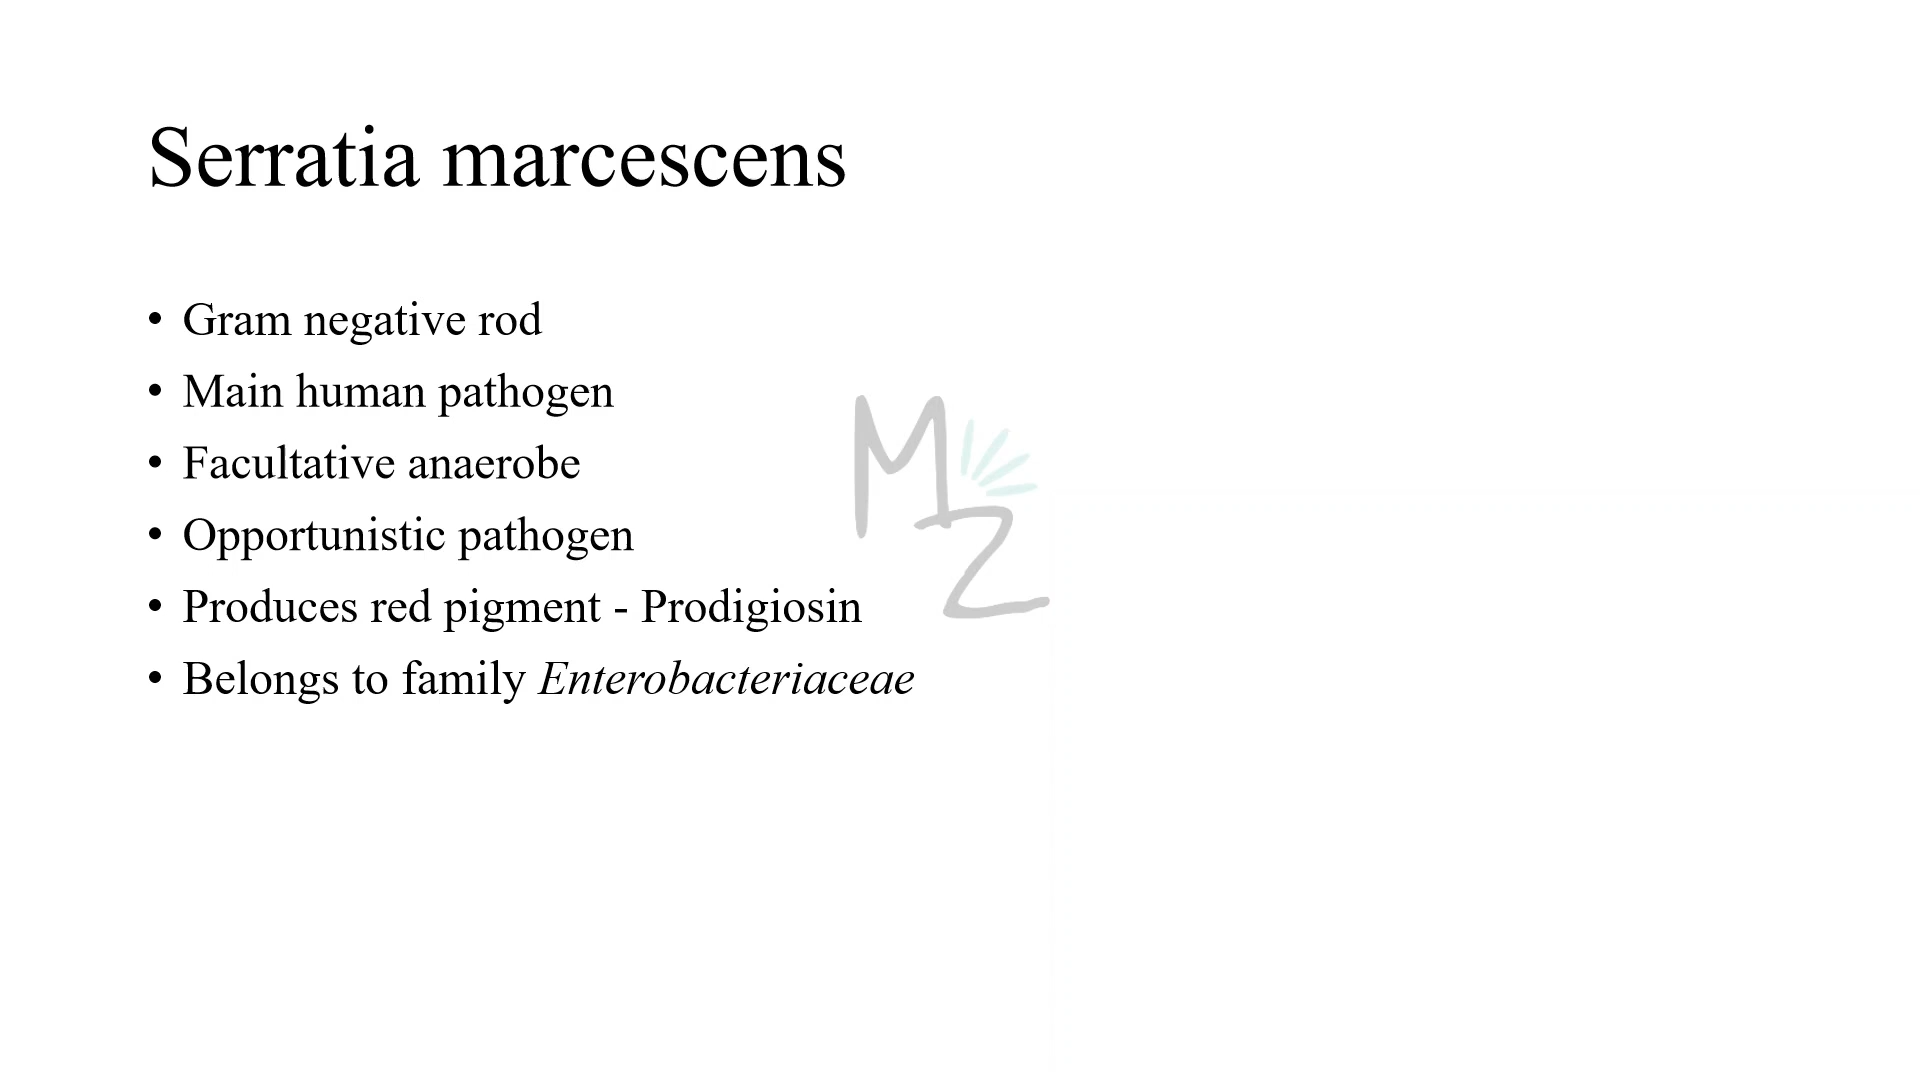 Serratia marcescens
• Gram negative rod
• Main human pathogen
• Facultative anaerobe
• Opportunistic pathogen
• Produces red pigment - Prodigiosin
• Belongs to family Enterobacteriaceae
MZ